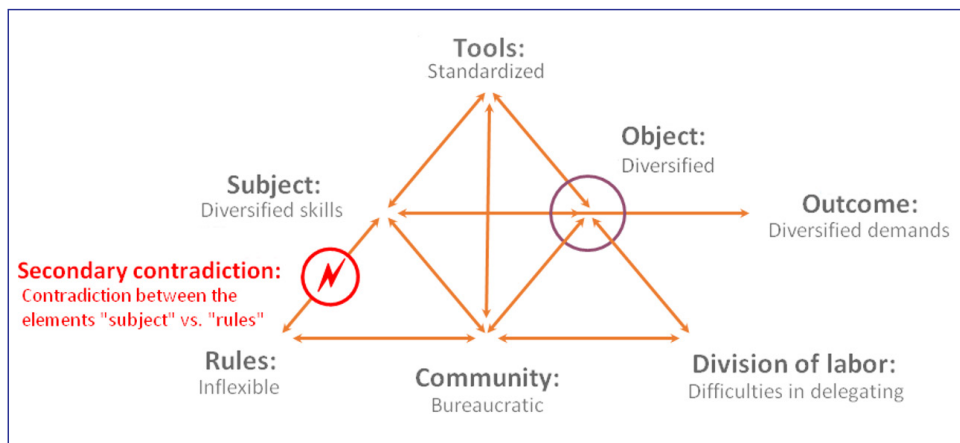 Tools:
Standardized
Object:
Diversified
Subject:
Diversified skills
Outcome:
Diversified demands
Secondary contradiction:
Contradiction between the
elements "subject" vs. "rules"
Rules:
Inflexible
Community:
Bureaucratic
Division of labor:
Difficulties in delegating